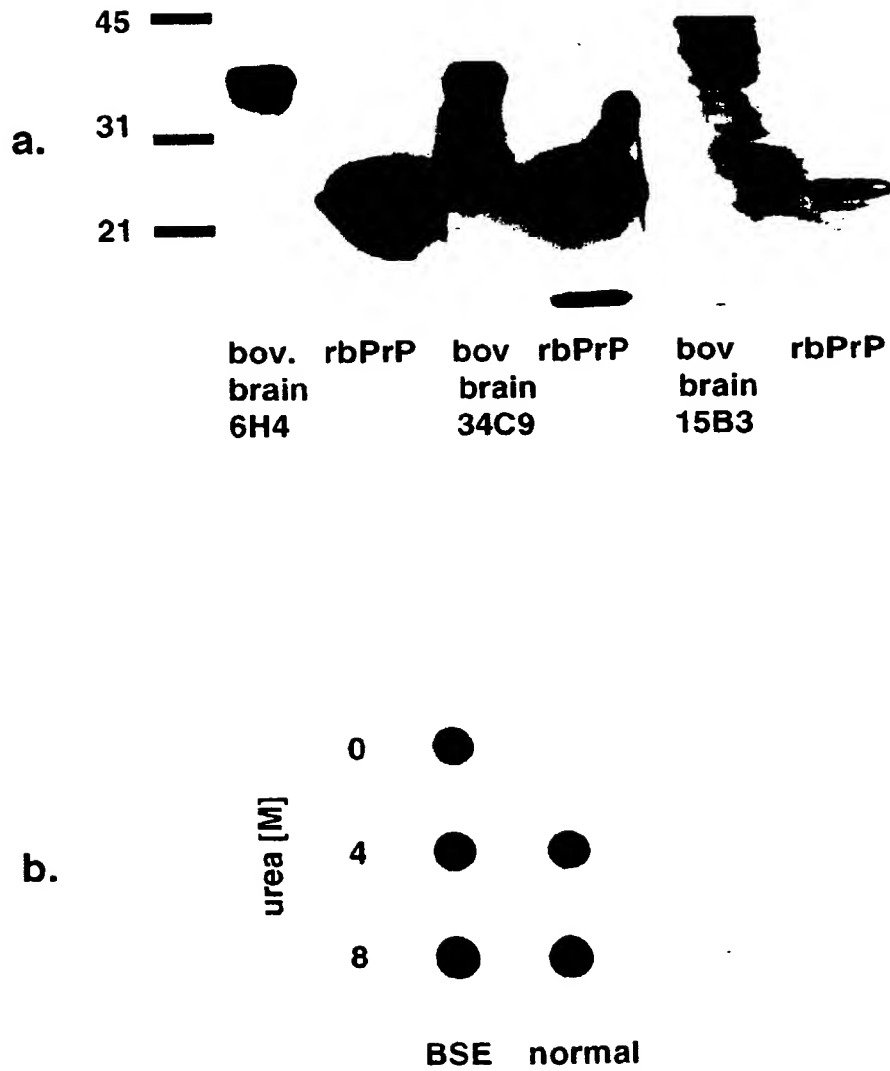 45
a.
31
21
bov. rbPrP bov rbPrP bov rbPrP
brain brain brain
6H4 34C9 15B3
b.
urea [M]
0
4
8
BSE normal